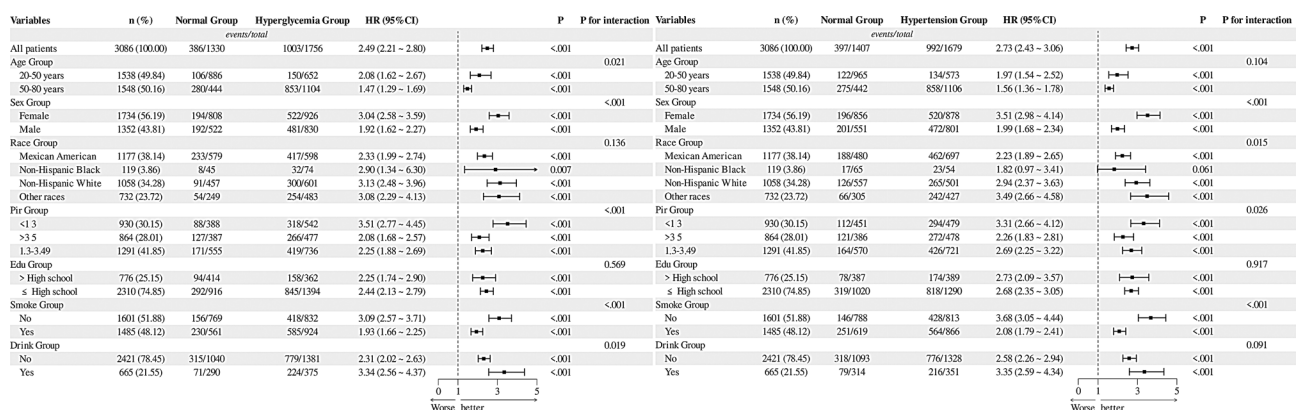 Variables n (%) Normal Group Hyperglycemia Group HR (95%CI) P P for interaction
events/total
All patients 3086 (100.00) 386/1330 1003/1756 2.49 (2.21 ~ 2.80) <.001
Age Group 0.021
20-50 years 1538 (49.84) 106/886 150/652 2.08 (1.62 ~ 2.67) <.001
50-80 years 1548 (50.16) 280/444 853/1104 1.47 (1.29 ~ 1.69) <.001
Sex Group <.001
Female 1734 (56.19) 194/808 522/926 3.04 (2.58 ~ 3.59) <.001
Male 1352 (43.81) 192/522 481/830 1.92 (1.62 ~ 2.27) <.001
Race Group 0.136
Mexican American 1177 (38.14) 233/579 417/598 2.33 (1.99 ~ 2.74) <.001
Non-Hispanic Black 119 (3.86) 8/45 32/74 2.90 (1.34 ~ 6.30) 0.007
Non-Hispanic White 1058 (34.28) 91/457 300/601 3.13 (2.48 ~ 3.96) <.001
Other races 732 (23.72) 54/249 254/483 3.08 (2.29 ~ 4.13) <.001
Pir Group <.001
<1 3 930 (30.15) 88/388 318/542 3.51 (2.77 ~ 4.45) <.001
>3 5 864 (28.01) 127/387 266/477 2.08 (1.68 ~ 2.57) <.001
1.3-3.49 1291 (41.85) 171/555 419/736 2.25 (1.88 ~ 2.69) <.001
Edu Group 0.569
> High school 776 (25.15) 94/414 158/362 2.25 (1.74 ~ 2.90) <.001
≤ High school 2310 (74.85) 292/916 845/1394 2.44 (2.13 ~ 2.79) <.001
Smoke Group <.001
No 1601 (51.88) 156/769 418/832 3.09 (2.57 ~ 3.71) <.001
Yes 1485 (48.12) 230/561 585/924 1.93 (1.66 ~ 2.25) <.001
Drink Group 0.019
No 2421 (78.45) 315/1040 779/1381 2.31 (2.02 ~ 2.63) <.001
Yes 665 (21.55) 71/290 224/375 3.34 (2.56 ~ 4.37) <.001
0 1 3 5
Worse better
Variables n (%) Normal Group Hypertension Group HR (95%CI) P P for interaction
events/total
All patients 3086 (100.00) 397/1407 992/1679 2.73 (2.43 ~ 3.06) <.001
Age Group 0.104
20-50 years 1538 (49.84) 122/965 134/573 1.97 (1.54 ~ 2.52) <.001
50-80 years 1548 (50.16) 275/442 858/1106 1.56 (1.36 ~ 1.78) <.001
Sex Group <.001
Female 1734 (56.19) 196/856 520/878 3.51 (2.98 ~ 4.14) <.001
Male 1352 (43.81) 201/551 472/801 1.99 (1.68 ~ 2.34) <.001
Race Group 0.015
Mexican American 1177 (38.14) 188/480 462/697 2.23 (1.89 ~ 2.65) <.001
Non-Hispanic Black 119 (3.86) 17/65 23/54 1.82 (0.97 ~ 3.41) 0.061
Non-Hispanic White 1058 (34.28) 126/557 265/501 2.94 (2.37 ~ 3.63) <.001
Other races 732 (23.72) 66/305 242/427 3.49 (2.66 ~ 4.58) <.001
Pir Group 0.026
<1 3 930 (30.15) 112/451 294/479 3.31 (2.66 ~ 4.12) <.001
>3 5 864 (28.01) 121/386 272/478 2.26 (1.83 ~ 2.81) <.001
1.3-3.49 1291 (41.85) 164/570 426/721 2.69 (2.25 ~ 3.22) <.001
Edu Group 0.917
> High school 776 (25.15) 78/387 174/389 2.73 (2.09 ~ 3.57) <.001
≤ High school 2310 (74.85) 319/1020 818/1290 2.68 (2.35 ~ 3.05) <.001
Smoke Group <.001
No 1601 (51.88) 146/788 428/813 3.68 (3.05 ~ 4.44) <.001
Yes 1485 (48.12) 251/619 564/866 2.08 (1.79 ~ 2.41) <.001
Drink Group 0.091
No 2421 (78.45) 318/1093 776/1328 2.58 (2.26 ~ 2.94) <.001
Yes 665 (21.55) 79/314 216/351 3.35 (2.59 ~ 4.34) <.001
0 1 3 5
Worse better